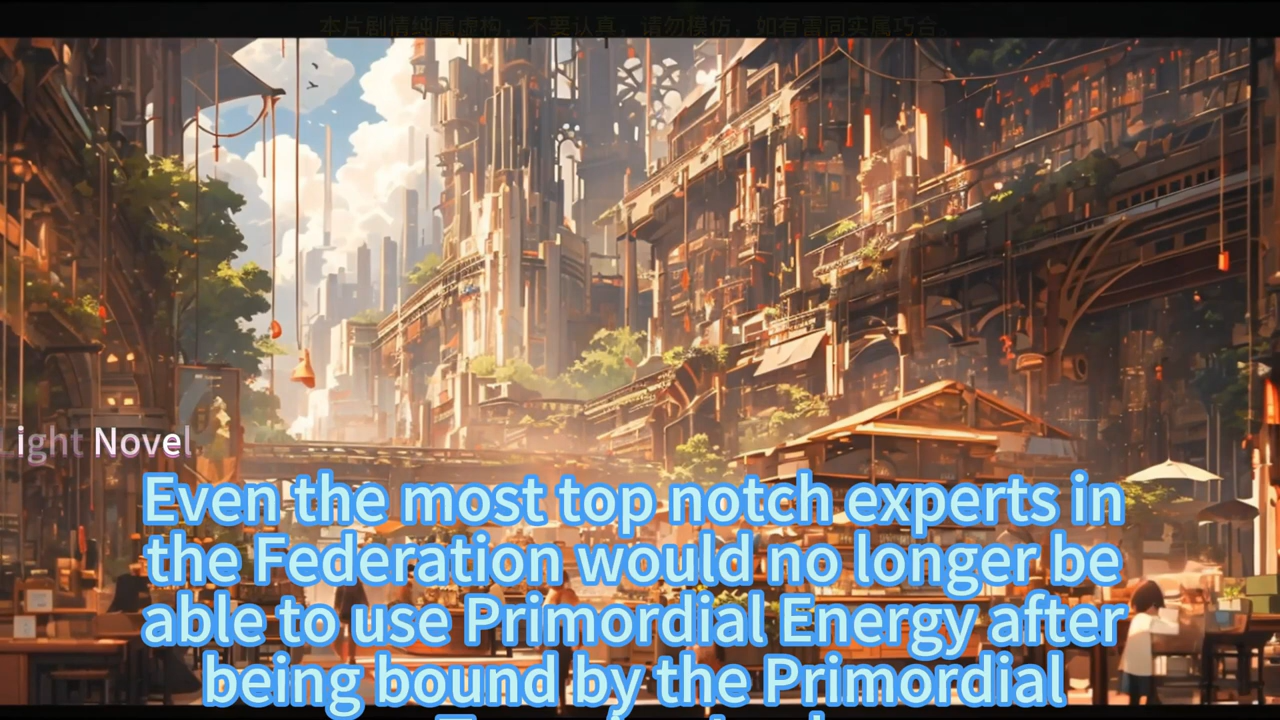 本片剧情纯属虚构，不要认真，请勿模仿，如有雷同实属巧合。
Light Novel
Even the most top notch experts in
the Federation would no longer be
able to use Primordial Energy after
being bound by the Primordial